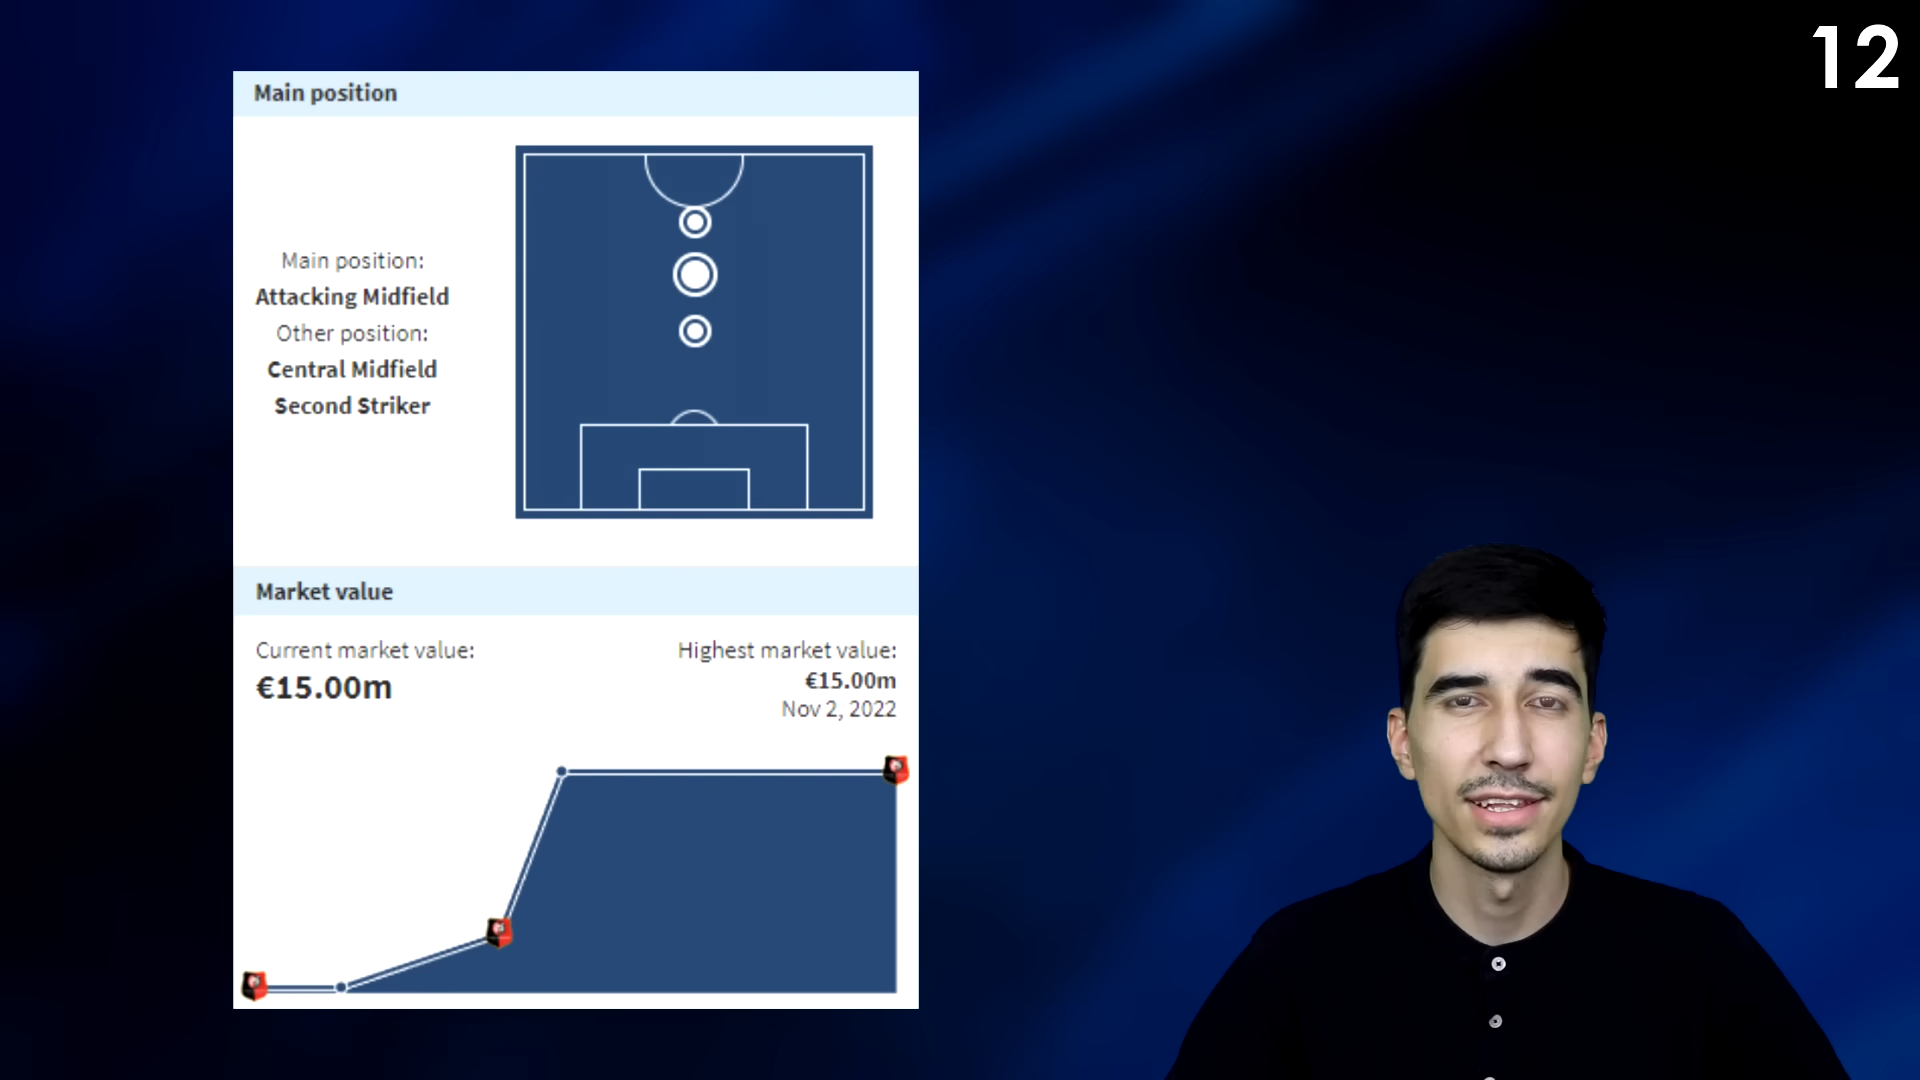 12
Main position
Main position:
Attacking Midfield
Other position:
Central Midfield
Second Striker
Market value
Current market value:
€15.00m
Highest market value:
€15.00m
Nov 2, 2022